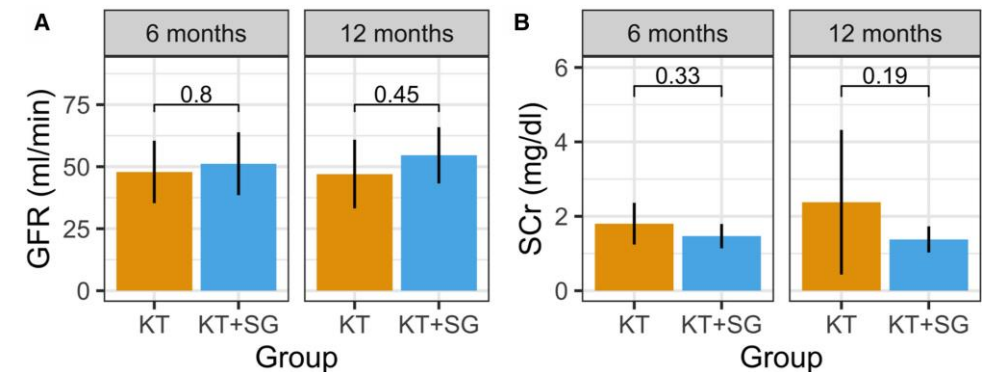 A
6 months
12 months
GFR (ml/min)
75
50
25
0
0.8
0.45
KT
KT+SG
KT
KT+SG
Group
B
6 months
12 months
SCr (mg/dl)
6
4
2
0
0.33
0.19
KT
KT+SG
KT
KT+SG
Group